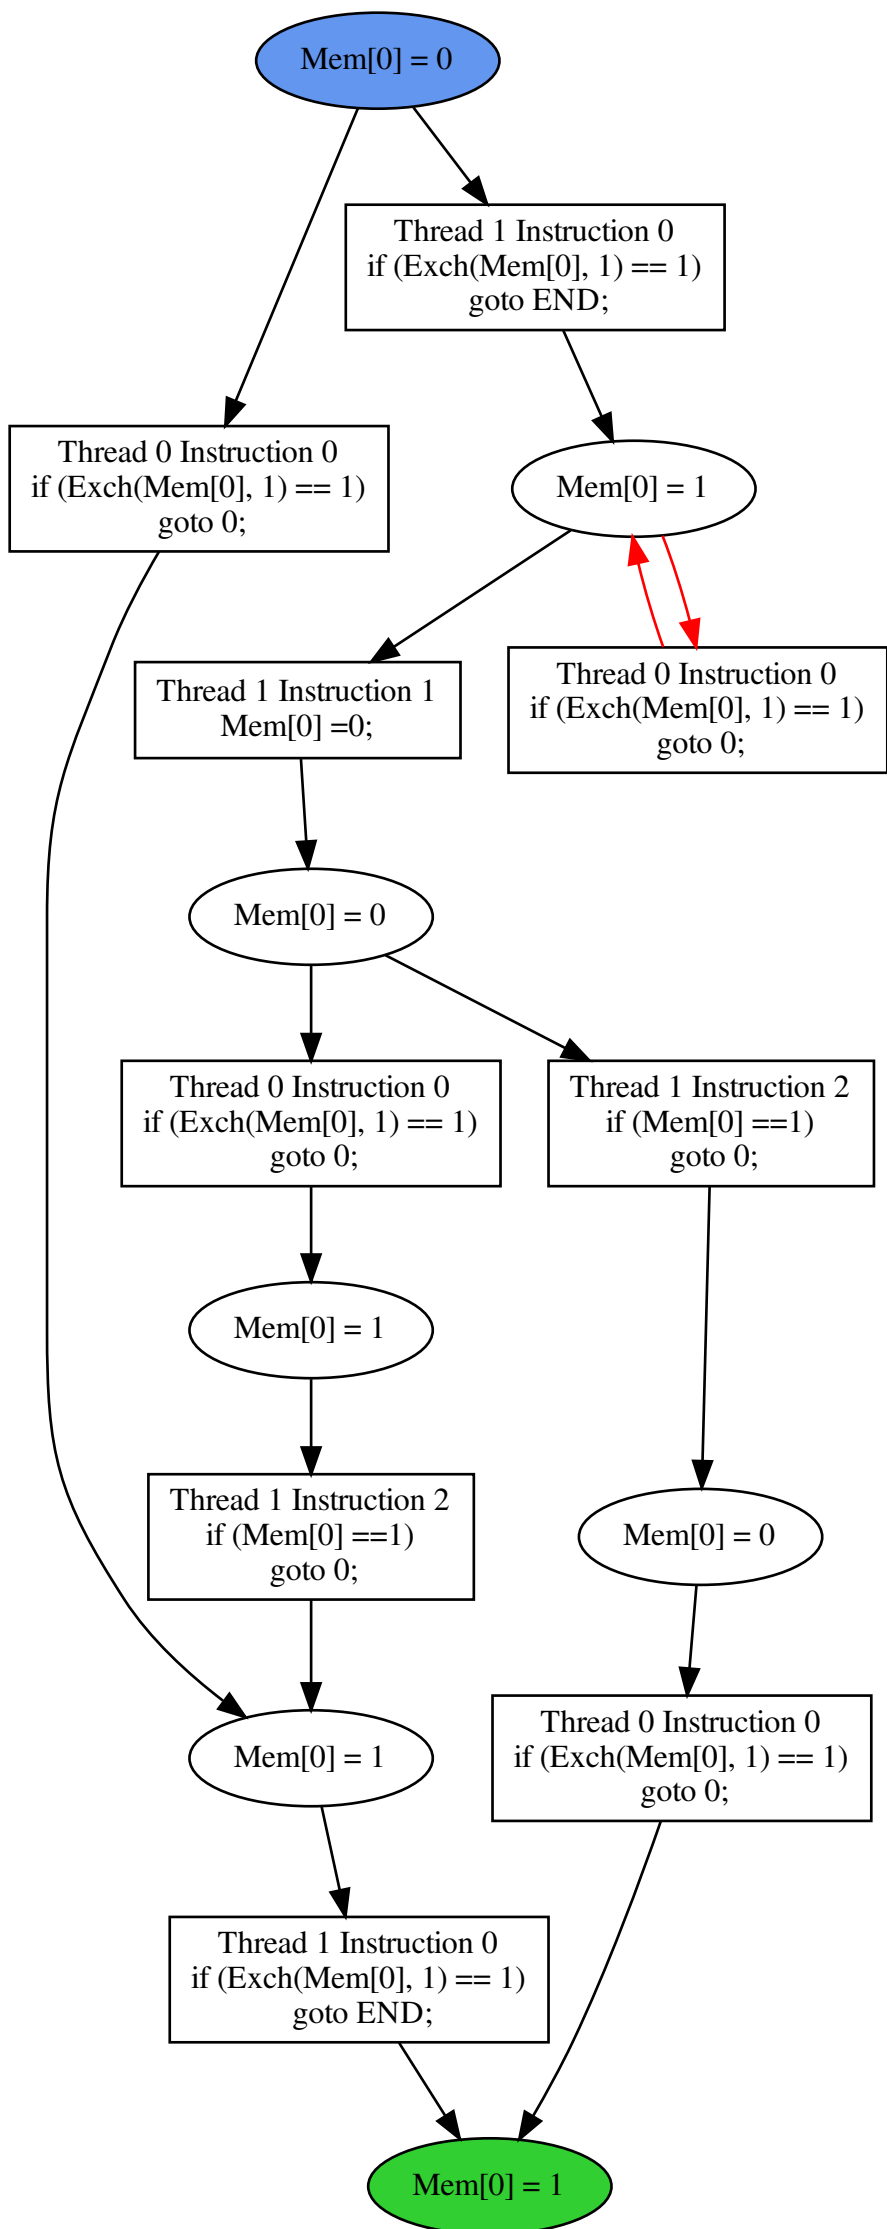 Mem[0] = 0
Thread 1 Instruction 0
if (Exch(Mem[0], 1) == 1)
goto END;
Thread 0 Instruction 0
if (Exch(Mem[0], 1) == 1)
goto 0;
Mem[0] = 1
Thread 1 Instruction 1
Mem[0] =0;
Thread 0 Instruction 0
if (Exch(Mem[0], 1) == 1)
goto 0;
Mem[0] = 0
Thread 0 Instruction 0
if (Exch(Mem[0], 1) == 1)
goto 0;
Thread 1 Instruction 2
if (Mem[0] ==1)
goto 0;
Mem[0] = 1
Thread 1 Instruction 2
if (Mem[0] ==1)
goto 0;
Mem[0] = 0
Mem[0] = 1
Thread 0 Instruction 0
if (Exch(Mem[0], 1) == 1)
goto 0;
Thread 1 Instruction 0
if (Exch(Mem[0], 1) == 1)
goto END;
Mem[0] = 1